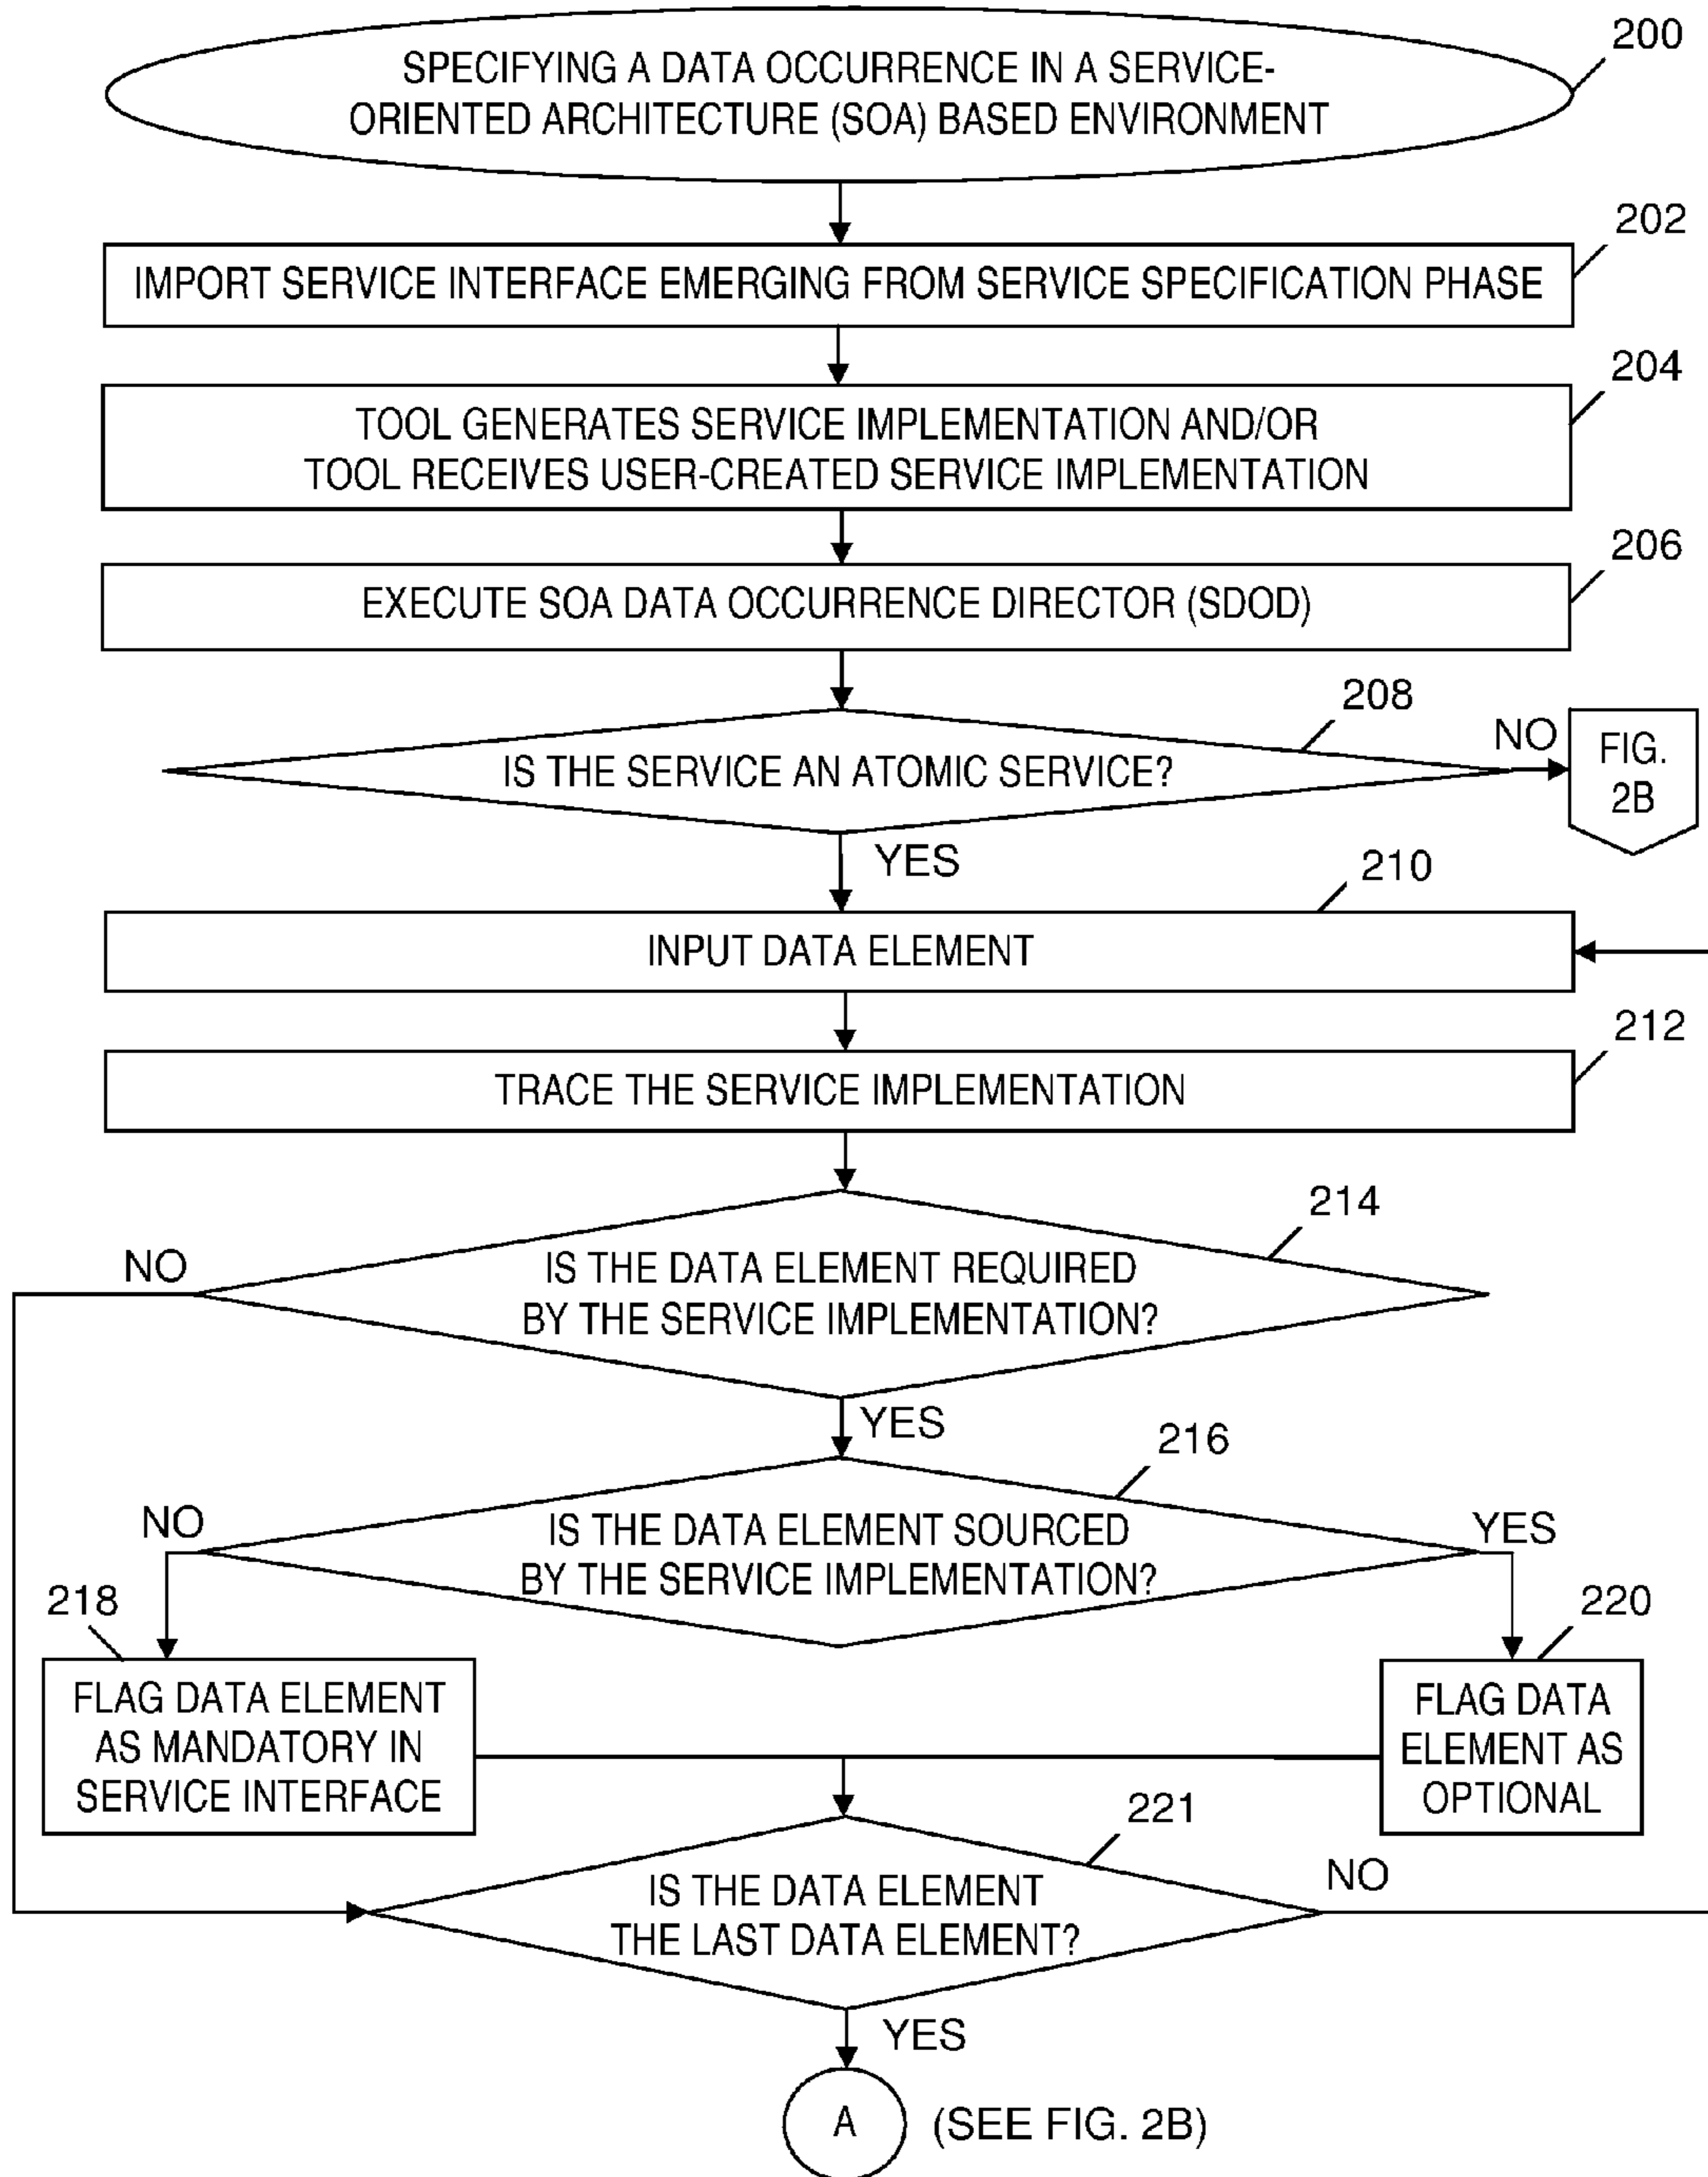 200
SPECIFYING A DATA OCCURRENCE IN A SERVICE-
ORIENTED ARCHITECTURE (SOA) BASED ENVIRONMENT
202
IMPORT SERVICE INTERFACE EMERGING FROM SERVICE SPECIFICATION PHASE
204
TOOL GENERATES SERVICE IMPLEMENTATION AND/OR
TOOL RECEIVES USER-CREATED SERVICE IMPLEMENTATION
206
EXECUTE SOA DATA OCCURRENCE DIRECTOR (SDOD)
208
IS THE SERVICE AN ATOMIC SERVICE?
NO
FIG.
2B
YES
210
INPUT DATA ELEMENT
212
TRACE THE SERVICE IMPLEMENTATION
214
NO
IS THE DATA ELEMENT REQUIRED
BY THE SERVICE IMPLEMENTATION?
YES
216
NO
IS THE DATA ELEMENT SOURCED
BY THE SERVICE IMPLEMENTATION?
YES
218
FLAG DATA ELEMENT
AS MANDATORY IN
SERVICE INTERFACE
220
FLAG DATA
ELEMENT AS
OPTIONAL
221
IS THE DATA ELEMENT
THE LAST DATA ELEMENT?
NO
YES
A
(SEE FIG. 2B)